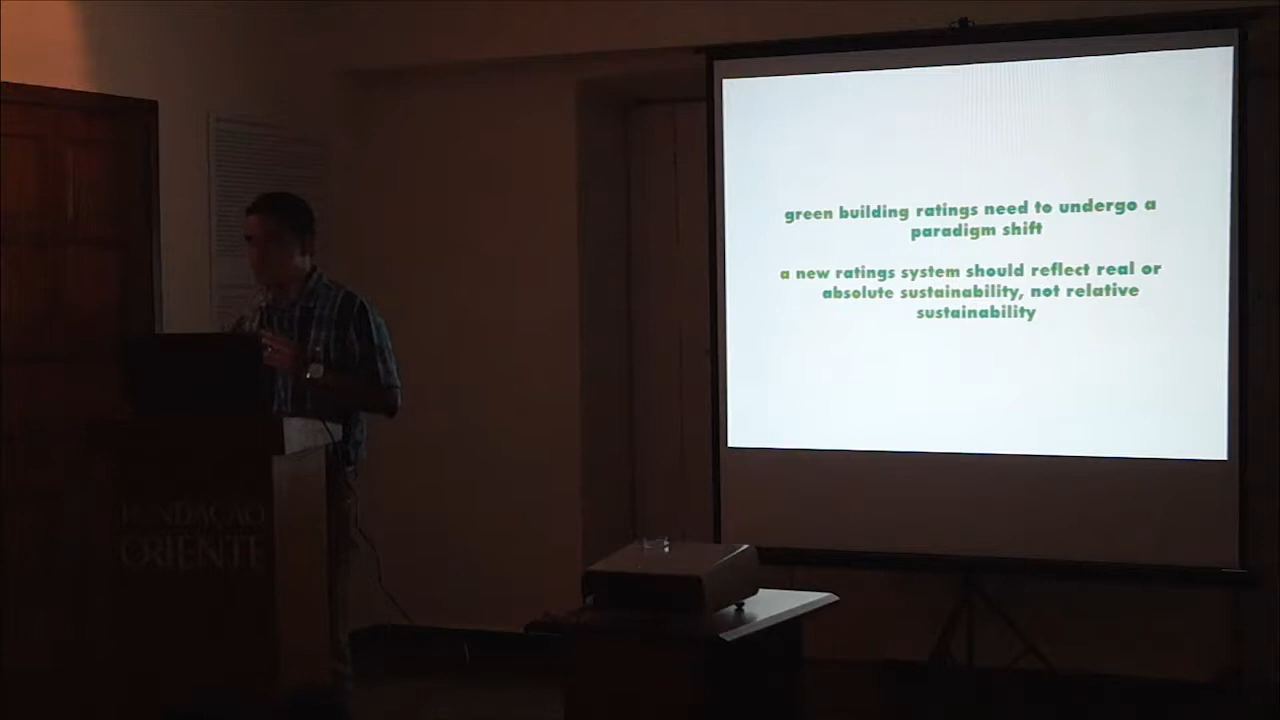 green building ratings need to undergo a
paradigm shift
a new ratings system should reflect real or
absolute sustainability, not relative
sustainability
FUNDAÇÃO
ORIENTE